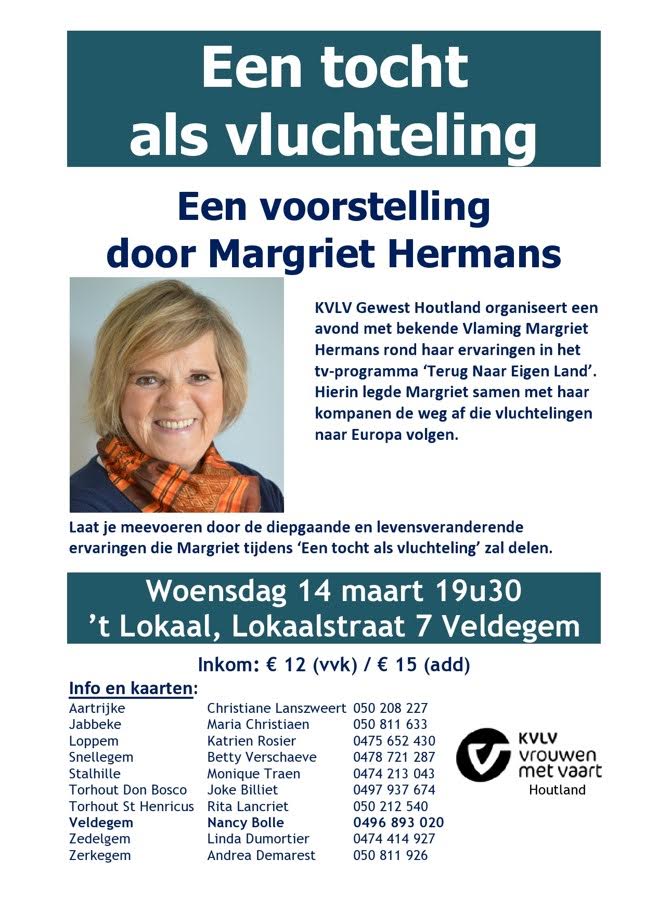 Een tocht
als vluchteling
Een voorstelling
door Margriet Hermans
KVLV Gewest Houtland organiseert een
avond met bekende Vlaming Margriet
Hermans rond haar ervaringen in het
tv-programma ‘Terug Naar Eigen Land’.
Hierin legde Margriet samen met haar
kompanen de weg af die vluchtelingen
naar Europa volgen.
Laat je meevoeren door de diepgaande en levensveranderende
ervaringen die Margriet tijdens ‘Een tocht als vluchteling’ zal delen.
Woensdag 14 maart 19u30
’t Lokaal, Lokaalstraat 7 Veldegem
Inkom: € 12 (vvk) / € 15 (add)
Info en kaarten:
Aartrijke Christiane Lanszweert 050 208 227
Jabbeke Maria Christiaen 050 811 633
Loppem Katrien Rosier 0475 652 430
Snellegem Betty Verschaeve 0478 721 287
Stalhille Monique Traen 0474 213 043
Torhout Don Bosco Joke Billiet 0497 937 674
Torhout St Henricus Rita Lancriet 050 212 540
Veldegem Nancy Bolle 0496 893 020
Zedelgem Linda Dumortier 0474 414 927
Zerkegem Andrea Demarest 050 811 926
KVLV
vrouwen
met vaart
Houtland